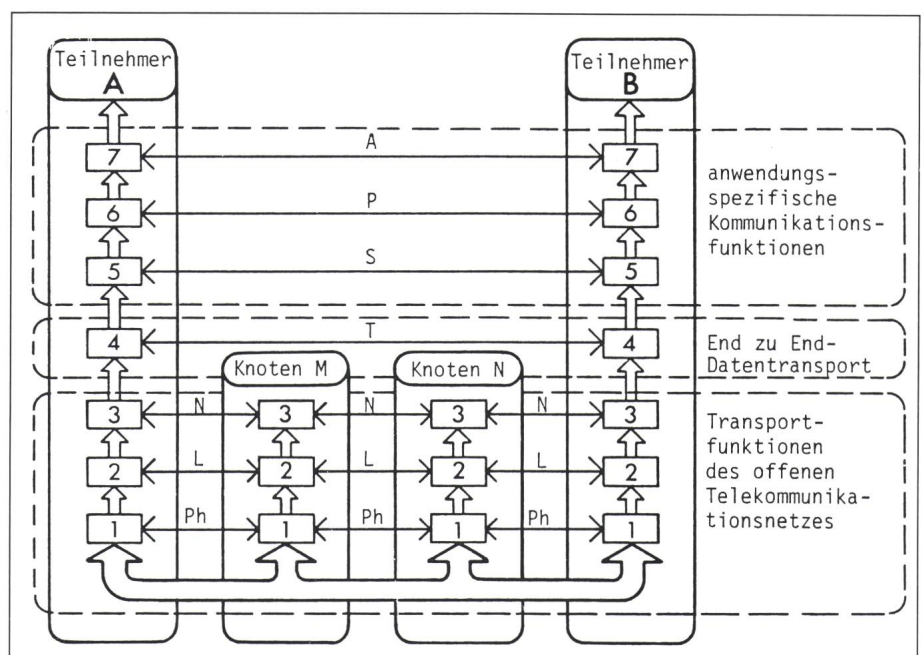 Teilnehmer Teilnehmer
A B
7 A 7
6 P 6
5 S 5
anwendungs-
spezifische
Kommunikations-
funktionen
4 T 4
End zu End-
Datentransport
Knoten M Knoten N
3 N 3 N 3 N 3
2 L 2 L 2 L 2
1 Ph 1 Ph 1 Ph 1
Transport-
funktionen
des offenen
Telekommunika-
tionsnetzes